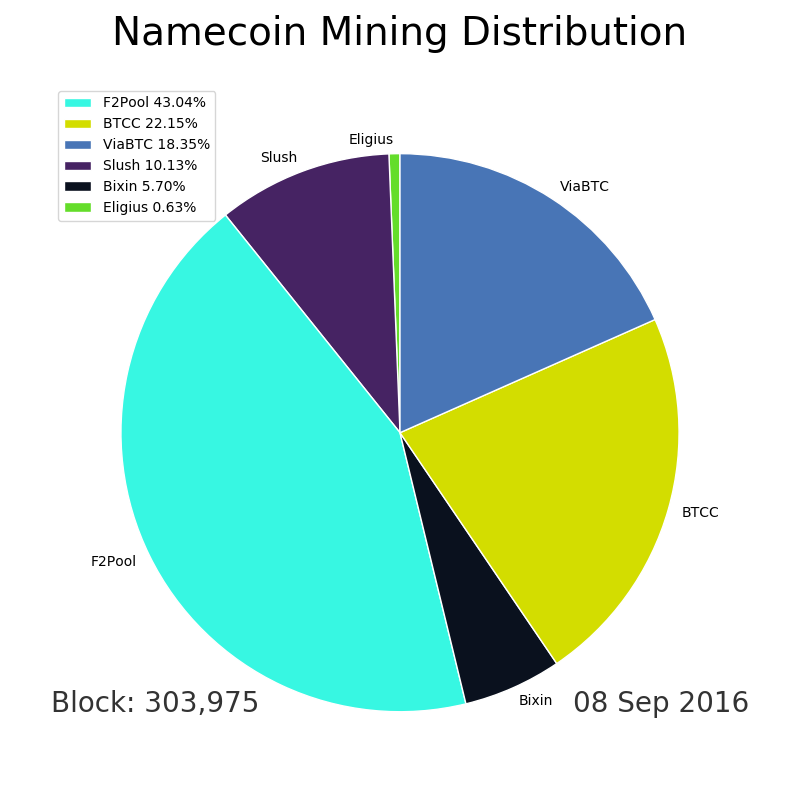 Namecoin Mining Distribution
F2Pool 43.04%
BTCC 22.15%
ViaBTC 18.35%
Slush 10.13%
Bixin 5.70%
Eligius 0.63%
Eligius
Slush
ViaBTC
BTCC
F2Pool
Bixin
Block: 303,975
08 Sep 2016